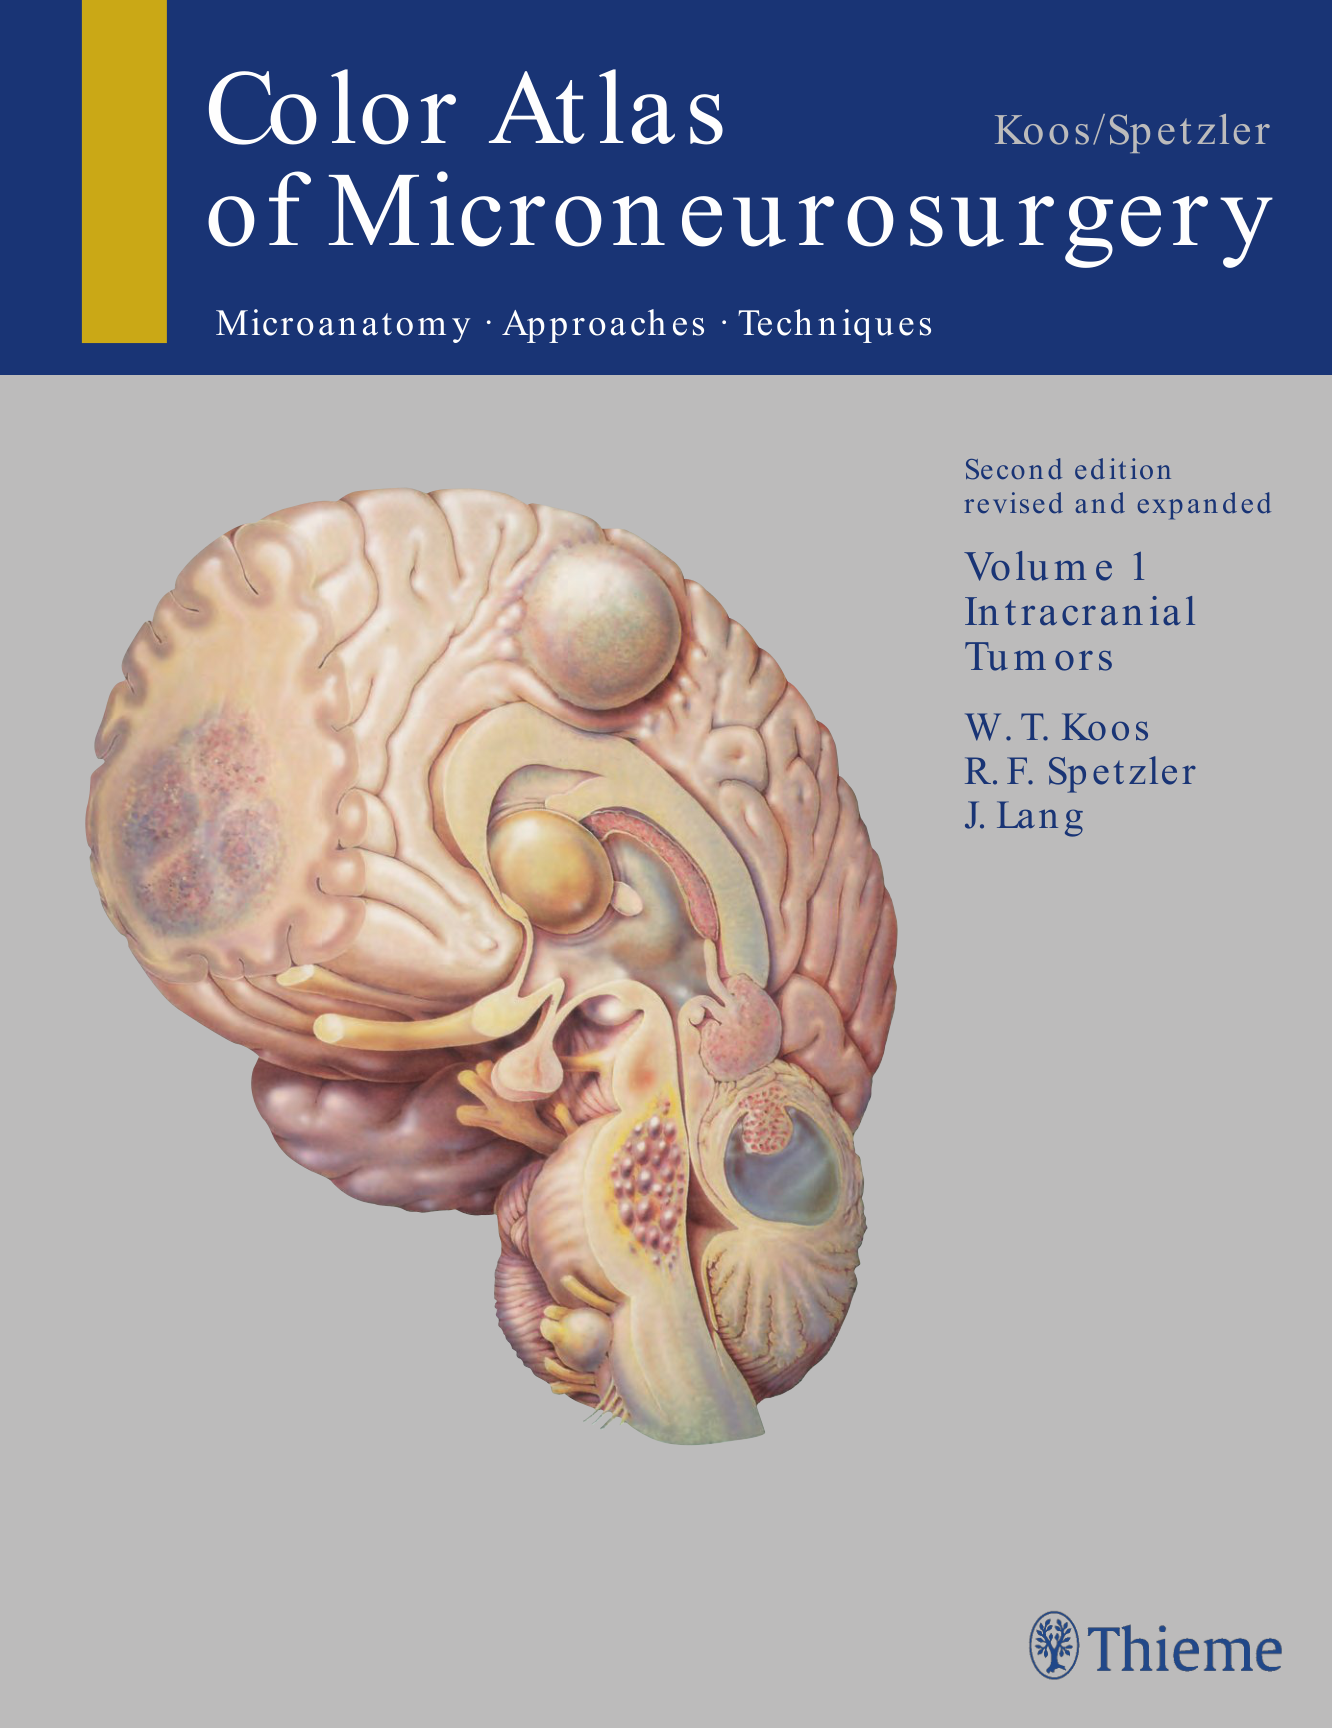 Color Atlas
Koos/Spetzler
of Microneurosurgery
Microanatomy · Approaches · Techniques
Second edition
revised and expanded
Volume 1
Intracranial
Tumors
W. T. Koos
R. F. Spetzler
J. Lang
Thieme